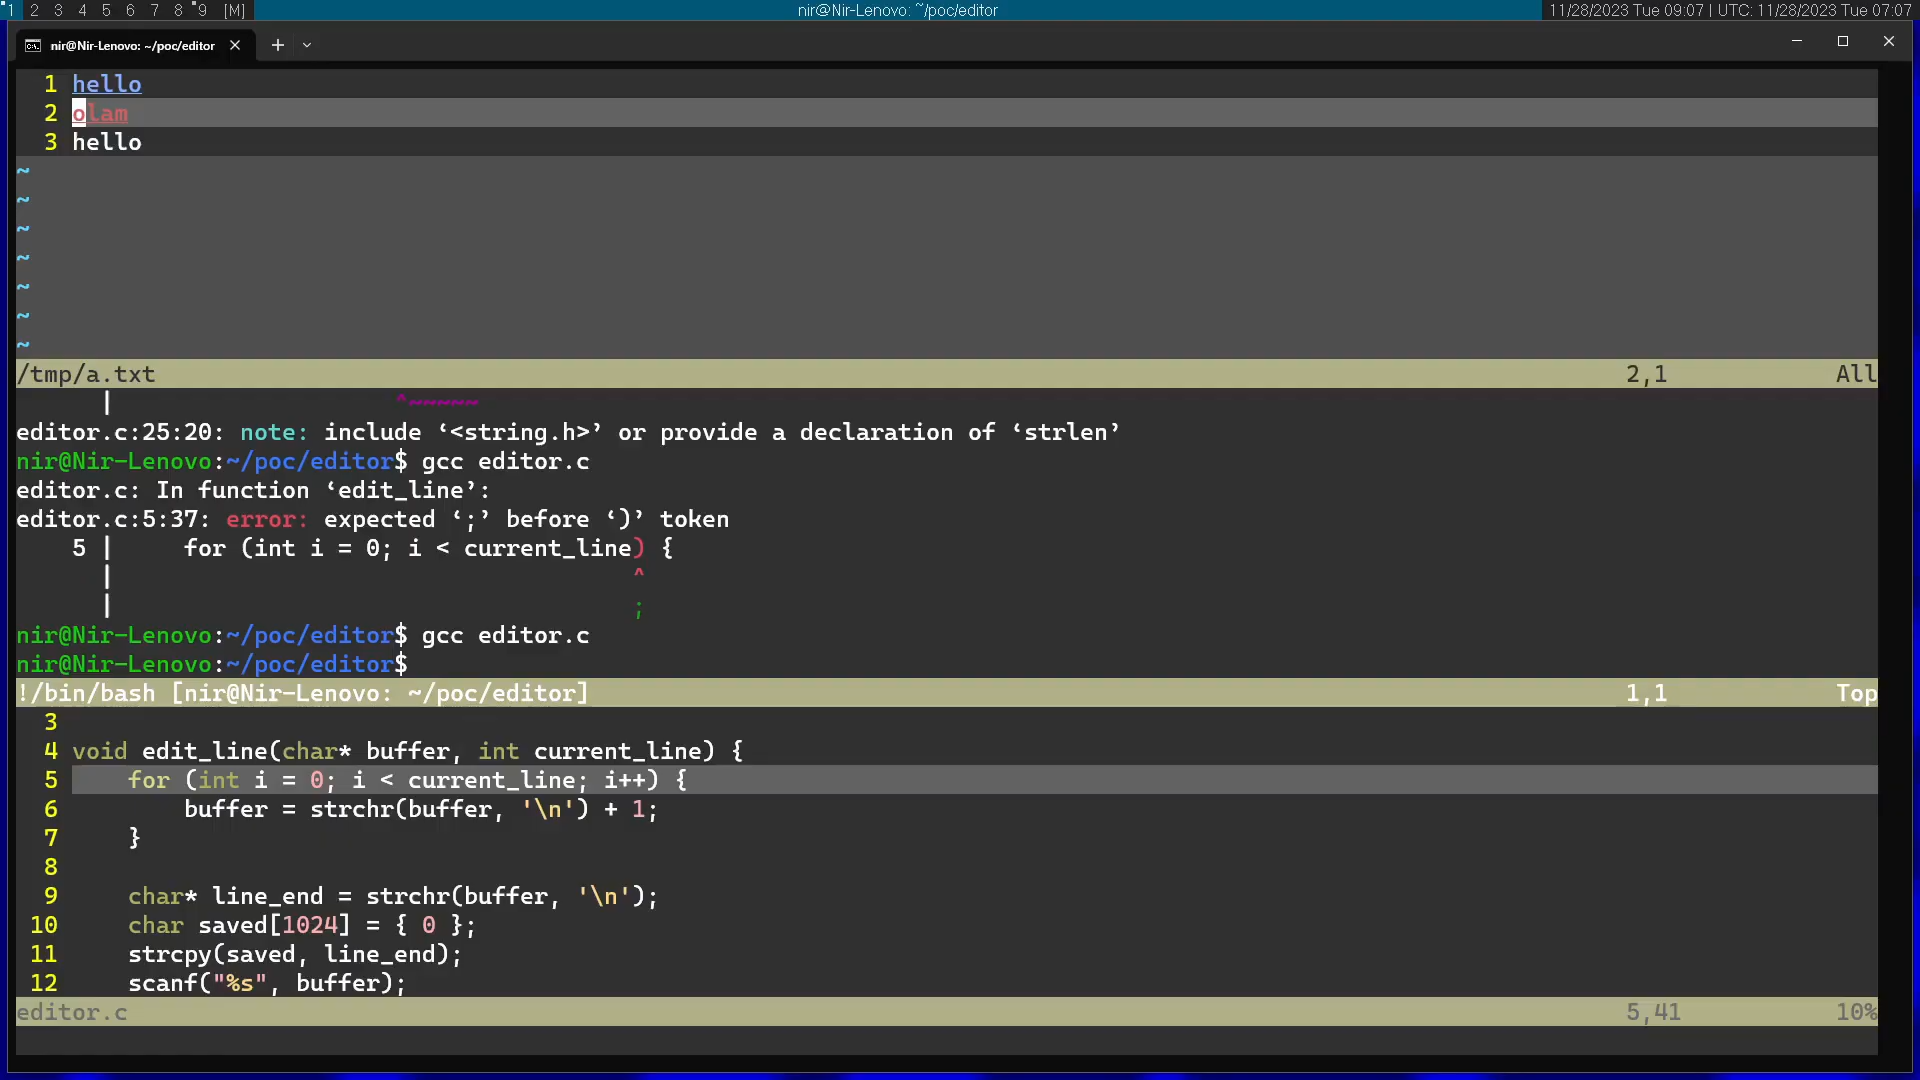 1 2 3 4 5 6 7 8 9 [M] nir@Nir-Lenovo: ~/poc/editor 11/28/2023 Tue 09:07 | UTC: 11/28/2023 Tue 07:07
nir@Nir-Lenovo: ~/poc/editor
1 hello
2 olam
3 hello
~
~
~
~
~
~
~
/tmp/a.txt 2,1 All
| ^~~~~~
editor.c:25:20: note: include ‘<string.h>’ or provide a declaration of ‘strlen’
nir@Nir-Lenovo:~/poc/editor$ gcc editor.c
editor.c: In function ‘edit_line’:
editor.c:5:37: error: expected ‘;’ before ‘)’ token
5 | for (int i = 0; i < current_line) {
| ^
| ;
nir@Nir-Lenovo:~/poc/editor$ gcc editor.c
nir@Nir-Lenovo:~/poc/editor$
!/bin/bash [nir@Nir-Lenovo: ~/poc/editor] 1,1 Top
3
4 void edit_line(char* buffer, int current_line) {
5 for (int i = 0; i < current_line; i++) {
6 buffer = strchr(buffer, '\n') + 1;
7 }
8
9 char* line_end = strchr(buffer, '\n');
10 char saved[1024] = { 0 };
11 strcpy(saved, line_end);
12 scanf("%s", buffer);
editor.c 5,41 10%